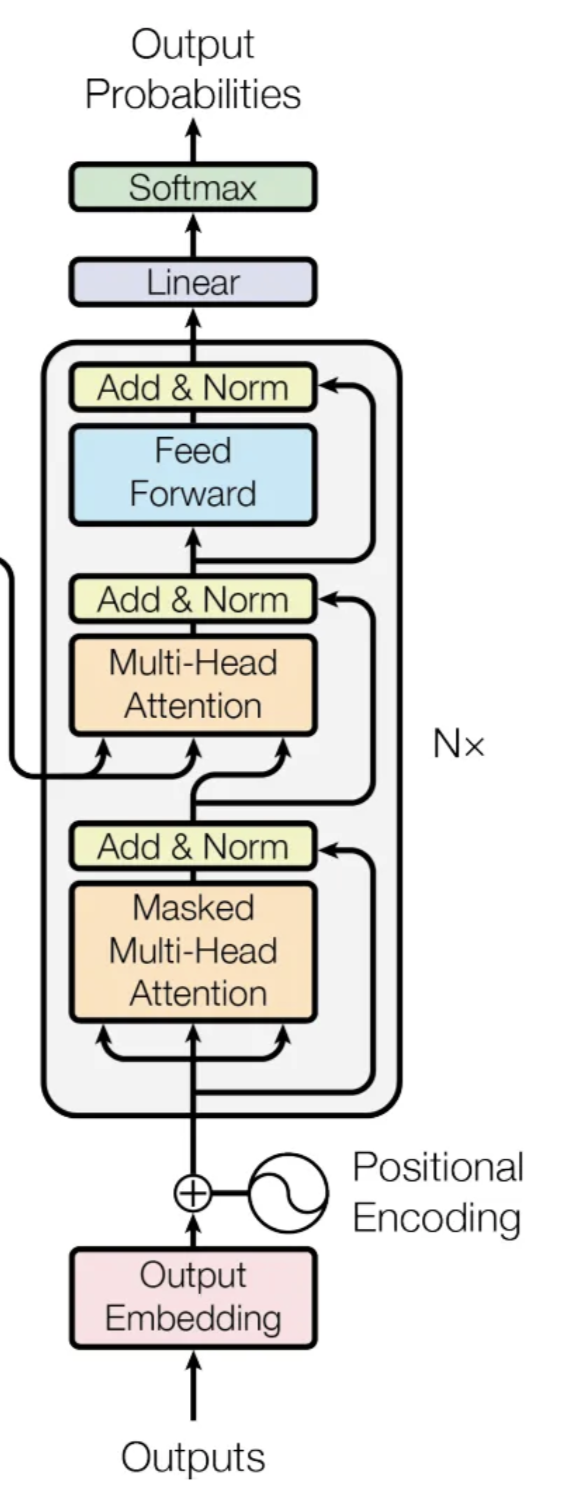 Output
Probabilities
Softmax
Linear
Add & Norm
Feed
Forward
Add & Norm
Multi-Head
Attention
N×
Add & Norm
Masked
Multi-Head
Attention
Positional
Encoding
Output
Embedding
Outputs